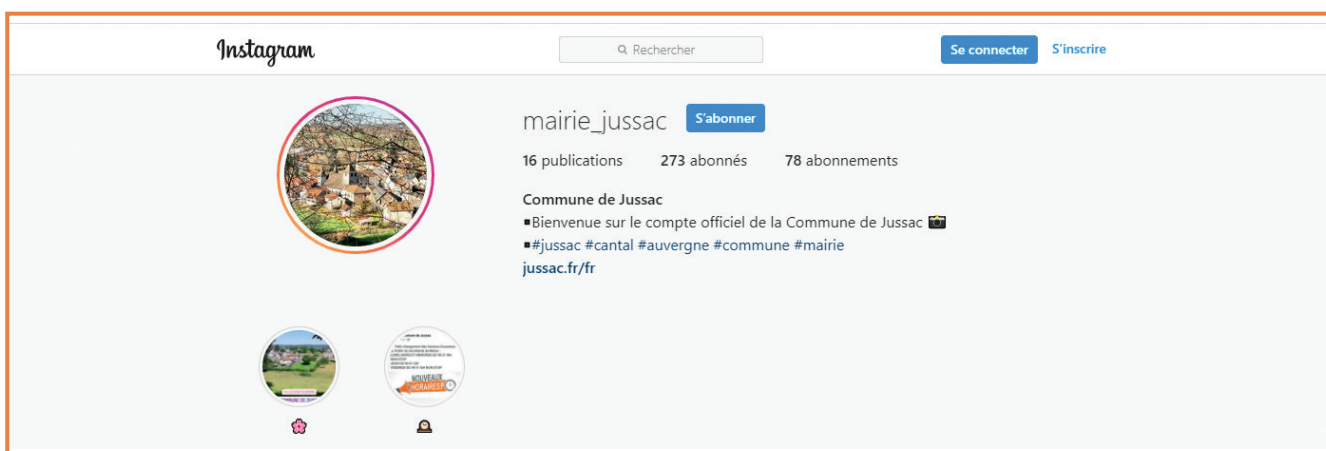 Instagram
Rechercher
Se connecter
S'inscrire
mairie_jussac
S'abonner
16 publications 273 abonnés 78 abonnements
Commune de Jussac
▪Bienvenue sur le compte officiel de la Commune de Jussac 📸
▪#jussac #cantal #auvergne #commune #mairie
jussac.fr/fr
NOUVEAUX
HORAIRES
🌸
🕰